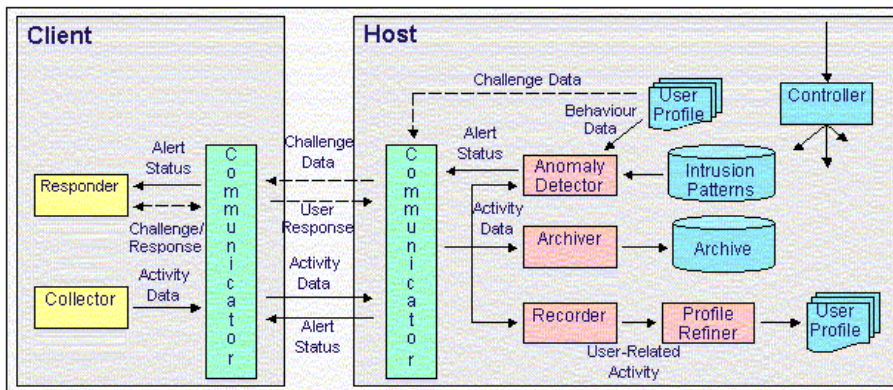 Client
Host
Challenge Data
User
Profile
Controller
Behaviour
Data
Alert
Status
Communicator
Challenge
Data
Communicator
Alert
Status
Anomaly
Detector
Intrusion
Patterns
Responder
User
Response
Activity
Data
Challenge/
Response
Archiver
Archive
Activity
Data
Activity
Data
Collector
Recorder
Profile
Refiner
User
Profile
Alert
Status
User-Related
Activity